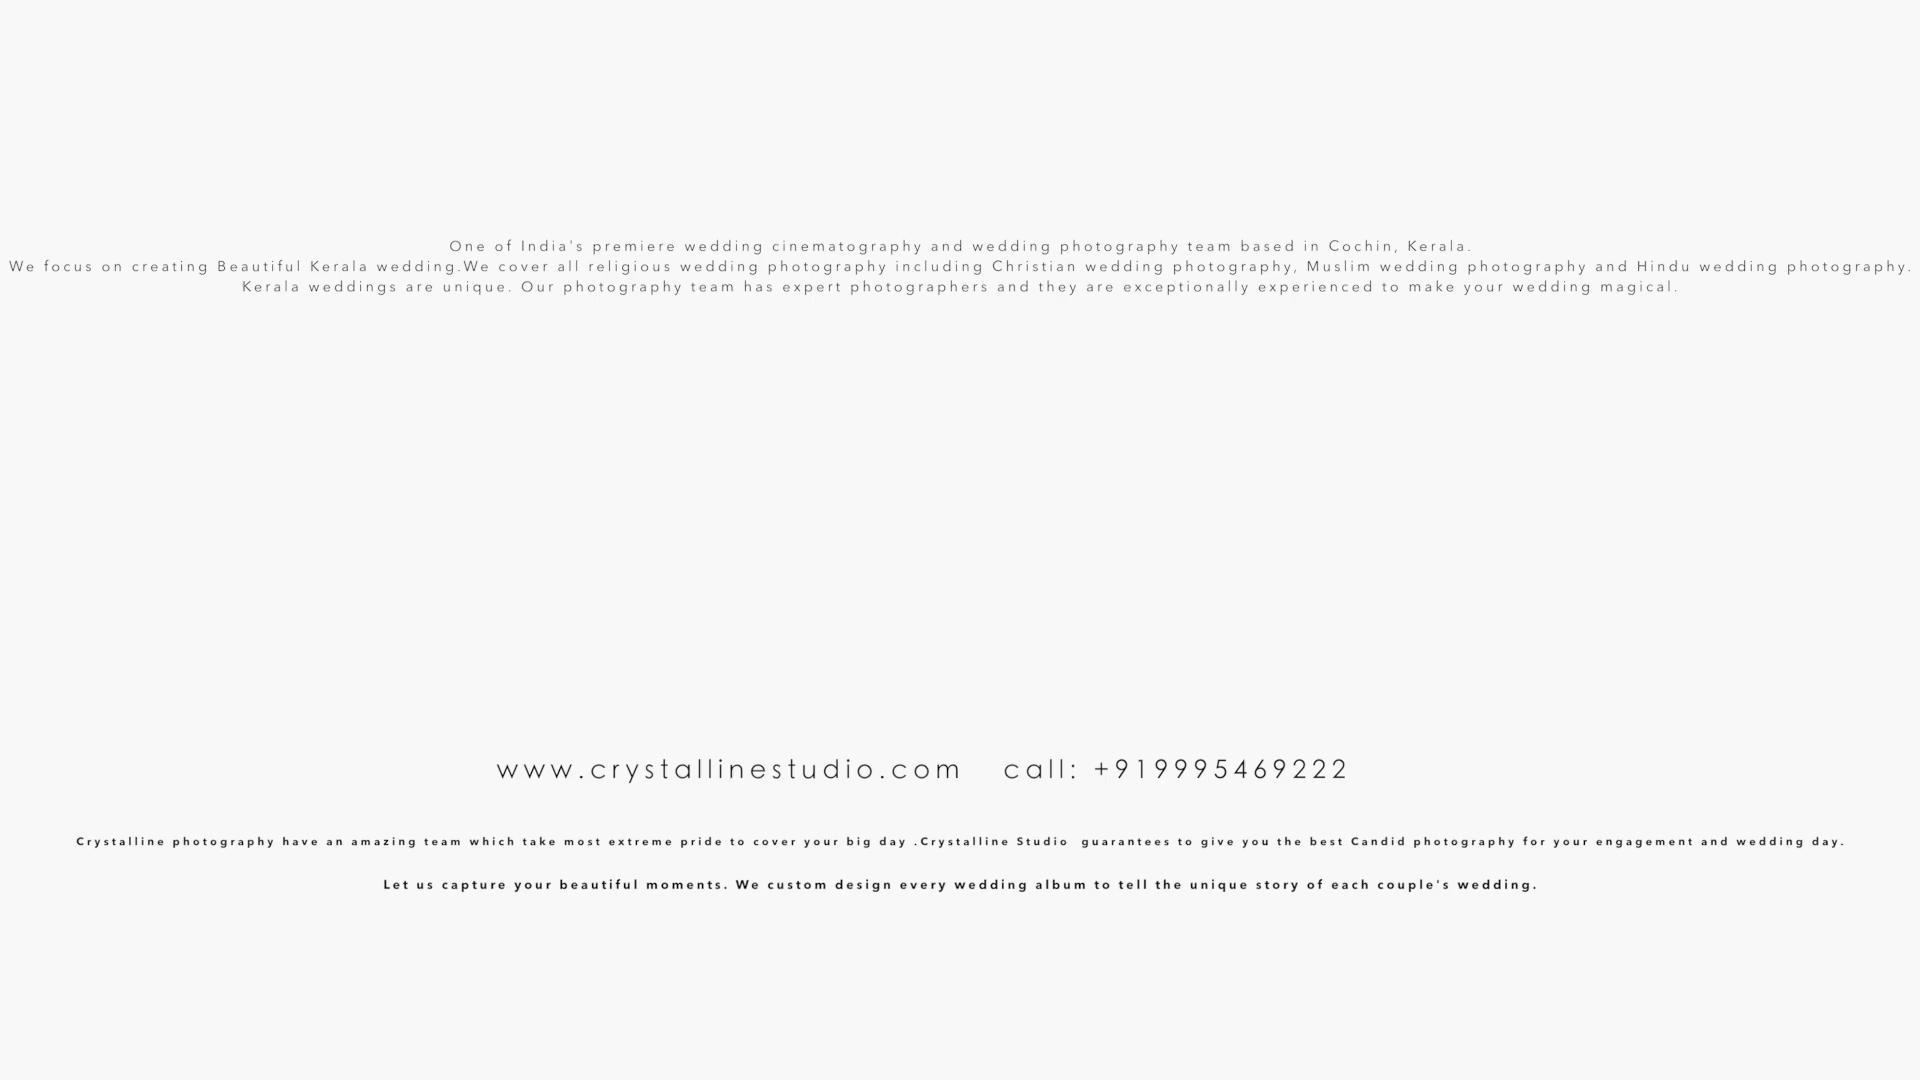 One of India's premiere wedding cinematography and wedding photography team based in Cochin, Kerala.
We focus on creating Beautiful Kerala wedding.We cover all religious wedding photography including Christian wedding photography, Muslim wedding photography and Hindu wedding photography.
Kerala weddings are unique. Our photography team has expert photographers and they are exceptionally experienced to make your wedding magical.
www.crystallinestudio.com call: +919995469222
Crystalline photography have an amazing team which take most extreme pride to cover your big day .Crystalline Studio guarantees to give you the best Candid photography for your engagement and wedding day.
Let us capture your beautiful moments. We custom design every wedding album to tell the unique story of each couple's wedding.